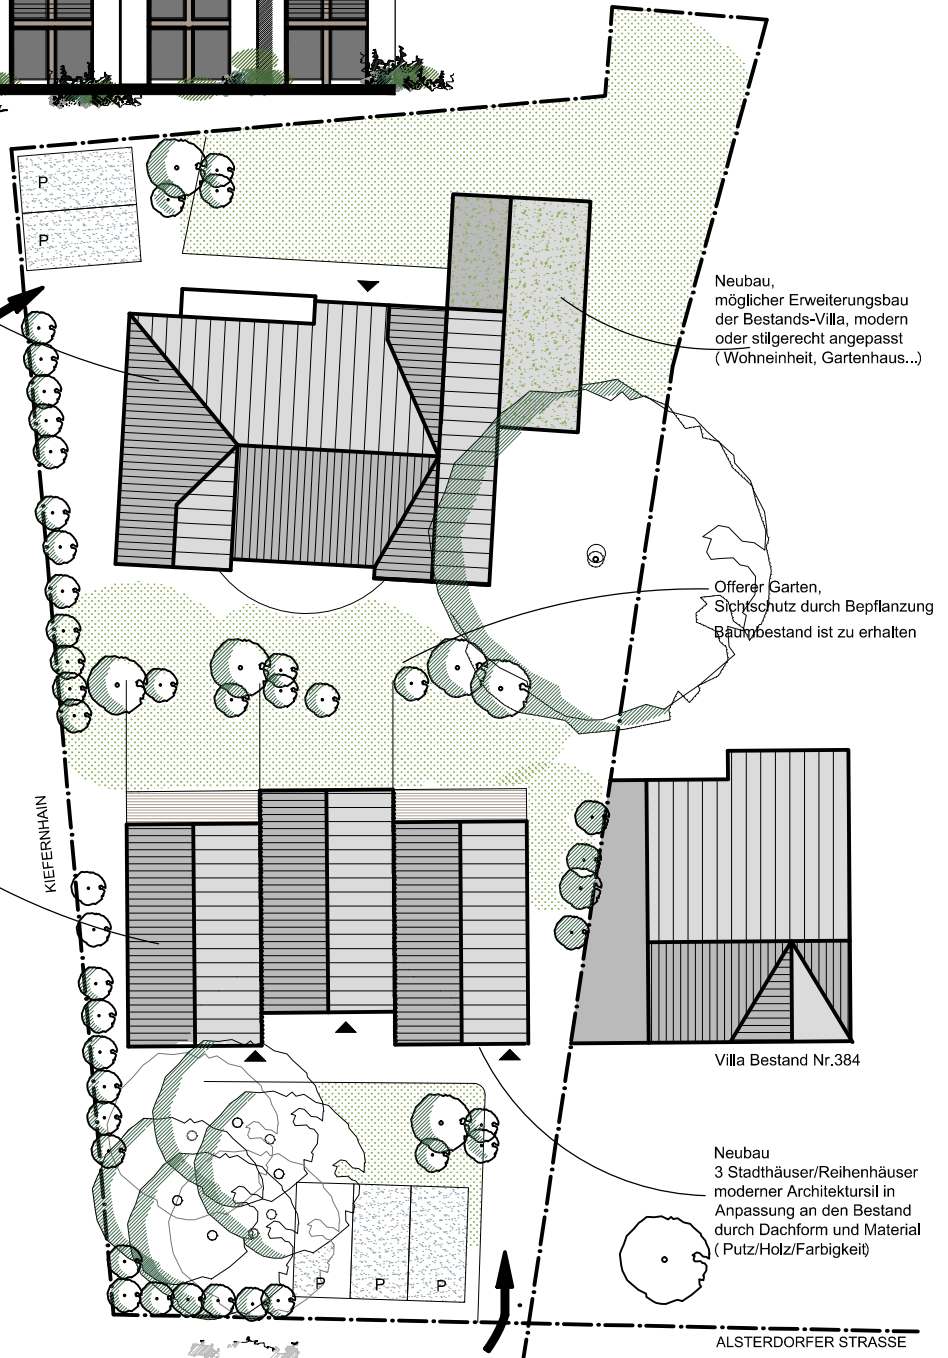 P
P
Neubau,
möglicher Erweiterungsbau
der Bestands-Villa, modern
oder stilgerecht angepasst
( Wohneinheit, Gartenhaus...)
Offerer Garten,
Sichtschutz durch Bepflanzung
Baumbestand ist zu erhalten
KIEFERNHAIN
Villa Bestand Nr.384
Neubau
3 Stadthäuser/Reihenhäuser
moderner Architektursil in
Anpassung an den Bestand
durch Dachform und Material
( Putz/Holz/Farbigkeit)
P
P
P
ALSTERDORFER STRASSE